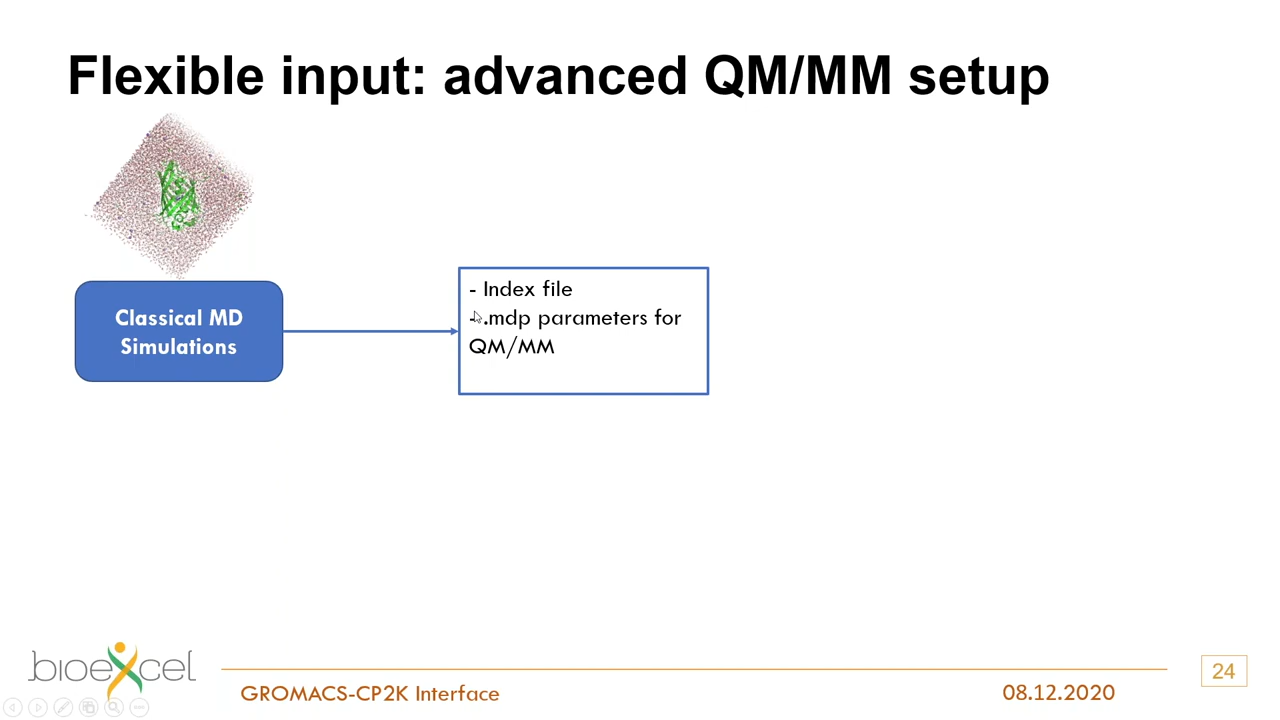 Flexible input: advanced QM/MM setup
Classical MD
Simulations
- Index file
- .mdp parameters for
QM/MM
bioexcel
GROMACS-CP2K Interface
08.12.2020
24